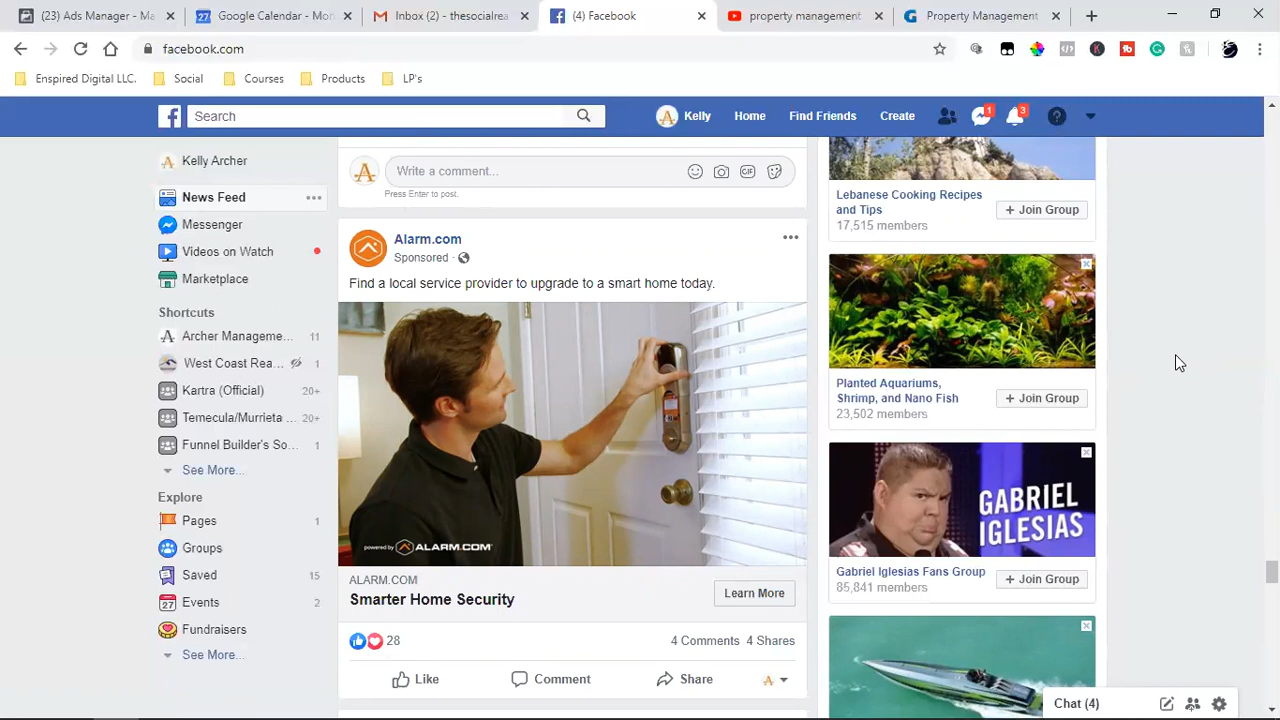 (23) Ads Manager - Ma
Google Calendar - Mon
Inbox (2) - thesocialrea
(4) Facebook
property management
Property Management
facebook.com
Enspired Digital LLC.
Social
Courses
Products
LP's
Search
Kelly
Home
Find Friends
Create
1
3
Kelly Archer
News Feed
Messenger
Videos on Watch
Marketplace
Shortcuts
Archer Manageme... 11
West Coast Rea... 1
Kartra (Official) 20+
Temecula/Murrieta ... 20+
Funnel Builder's So... 1
See More...
Explore
Pages 1
Groups
Saved 15
Events 2
Fundraisers
See More...
Write a comment...
GIF
Press Enter to post.
Alarm.com
Sponsored
Find a local service provider to upgrade to a smart home today.
powered by ALARM.COM
ALARM.COM
Smarter Home Security
Learn More
28
4 Comments 4 Shares
Like
Comment
Share
Lebanese Cooking Recipes
and Tips
17,515 members
+ Join Group
Planted Aquariums,
Shrimp, and Nano Fish
23,502 members
+ Join Group
GABRIEL
IGLESIAS
Gabriel Iglesias Fans Group
85,841 members
+ Join Group
Chat (4)